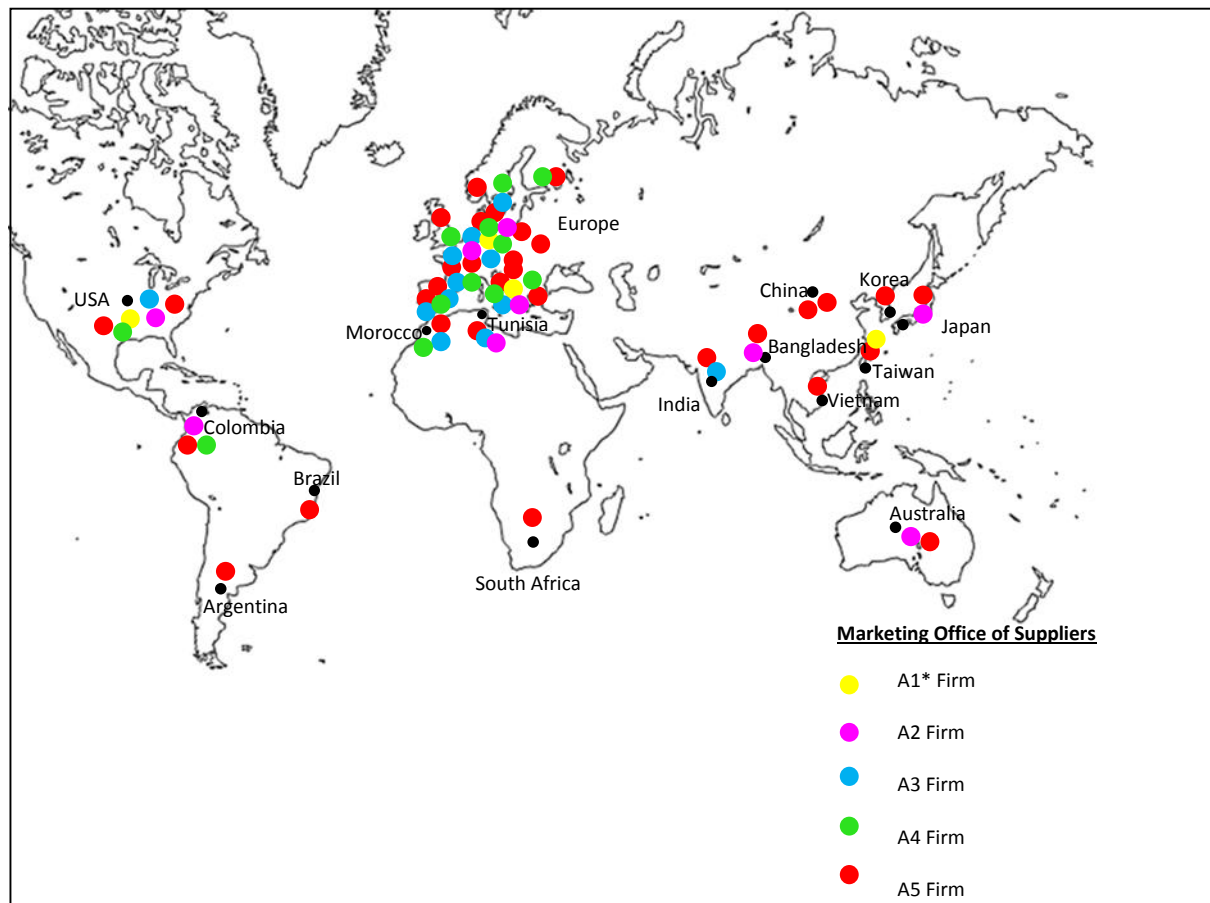 Europe
USA
China
Korea
Morocco
Tunisia
Japan
Bangladesh
Taiwan
India
Vietnam
Colombia
Brazil
Australia
South Africa
Argentina
Marketing Office of Suppliers
A1* Firm
A2 Firm
A3 Firm
A4 Firm
A5 Firm